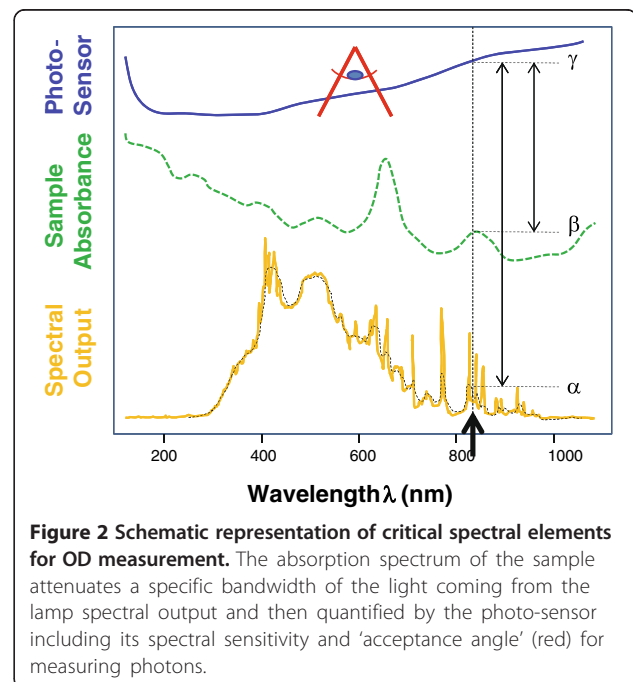 Photo-
Sensor
γ
Sample
Absorbance
β
Spectral
Output
α
200 400 600 800 1000
Wavelength λ (nm)
Figure 2 Schematic representation of critical spectral elements
for OD measurement. The absorption spectrum of the sample
attenuates a specific bandwidth of the light coming from the
lamp spectral output and then quantified by the photo-sensor
including its spectral sensitivity and ‘acceptance angle’ (red) for
measuring photons.